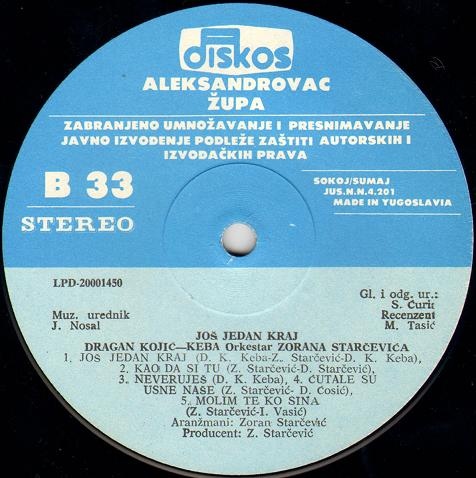 diskos
ALEKSANDROVAC
ŽUPA
ZABRANJENO UMNOŽAVANJE I PRESNIMAVANJE
JAVNO IZVOĐENJE PODLEŽE ZAŠTITI AUTORSKIH I
IZVOĐAČKIH PRAVA
B 33
STEREO
SOKOJ/SUMAJ
JUS.N.N.4.201
MADE IN YUGOSLAVIA
LPD-20001450
Muz. urednik
J. Nosal
Gl. i odg. ur.:
S. Ćurić
Recenzent
M. Tasić
JOŠ JEDAN KRAJ
DRAGAN KOJIĆ—KEBA Orkestar ZORANA STARČEVIĆA
1. JOŠ JEDAN KRAJ (D. K. Keba-Z. Starčević-D. K. Keba),
2. KAO DA SI TU (Z. Starčević-D. Starčević),
3. NEVERUJEŠ (D. K. Keba), 4. ĆUTALE SU
USNE NAŠE (Z. Starčević- D. Ćosić),
5. MOLIM TE KO SINA
(Z. Starčević-I. Vasić)
Aranžmani: Zoran Starčević
Producent: Z. Starčević